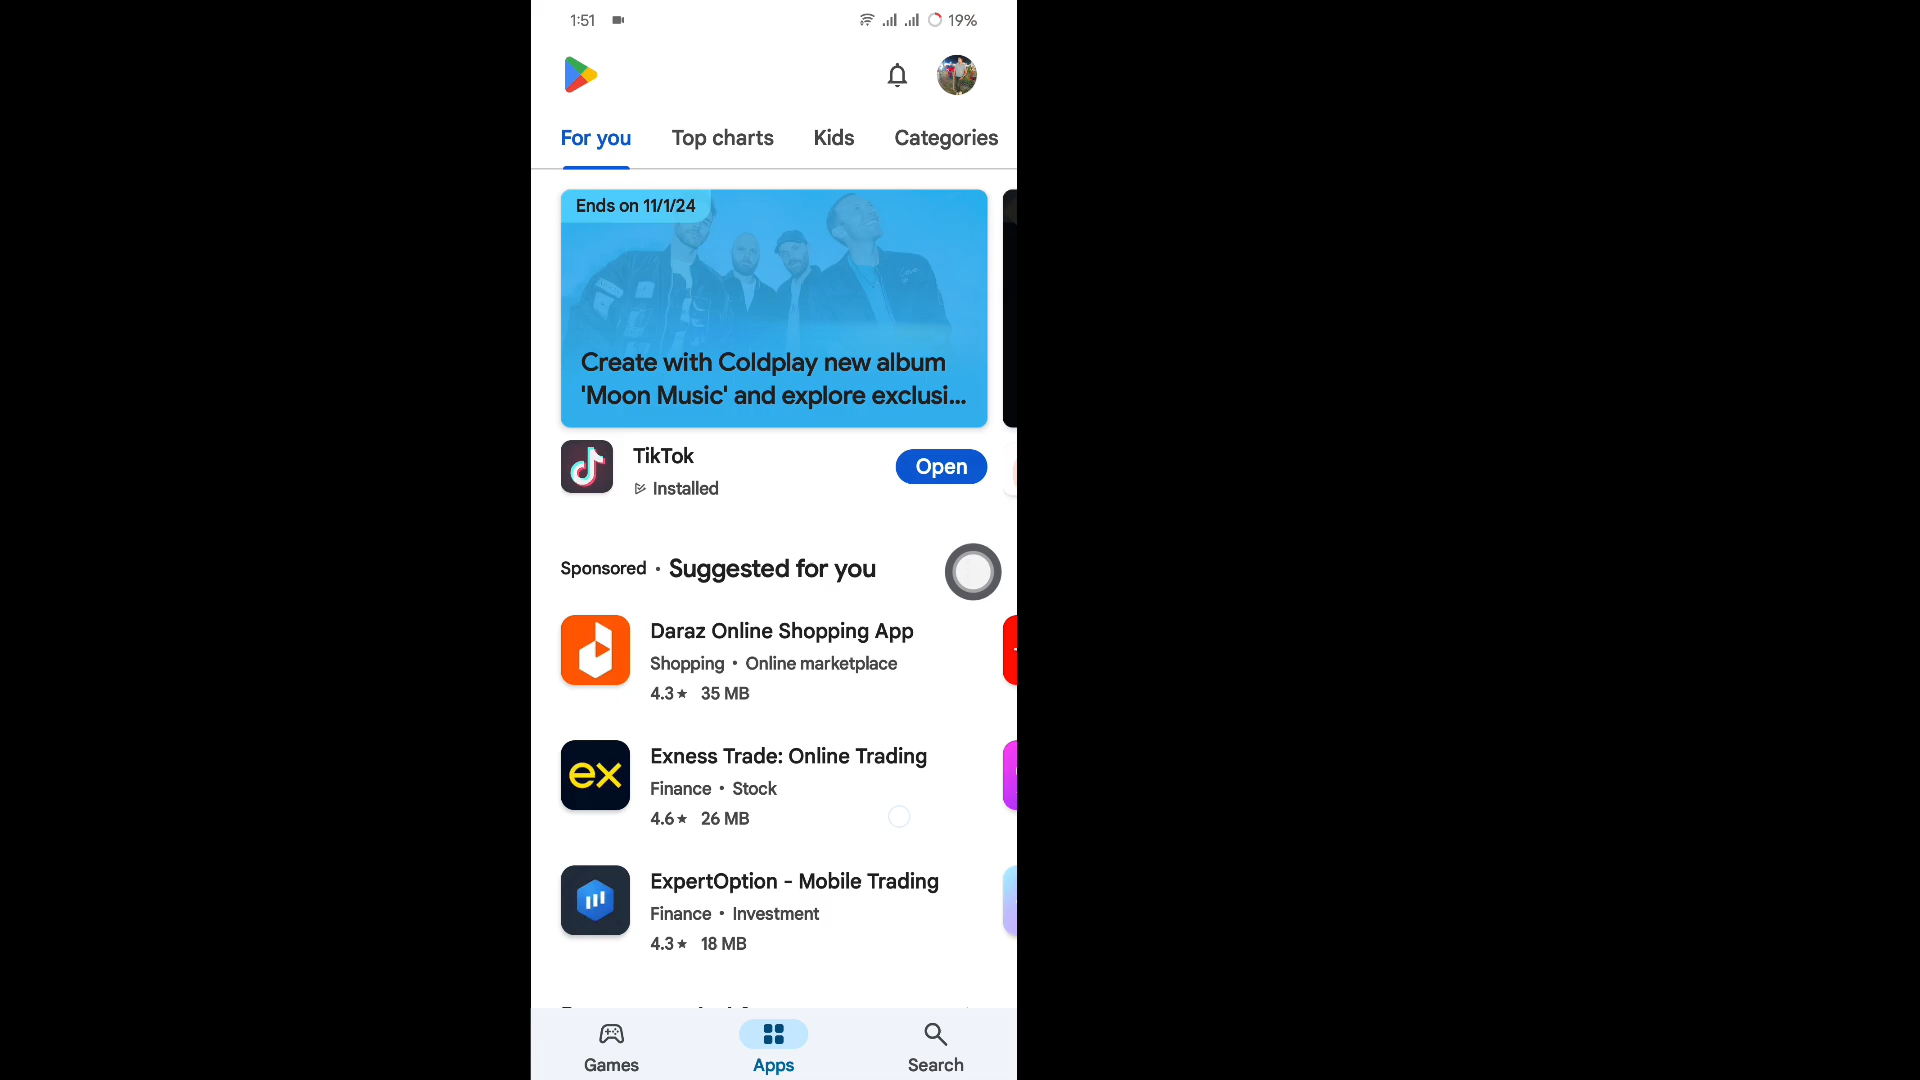 1:51
19%
For you
Top charts
Kids
Categories
Ends on 11/1/24
Create with Coldplay new album
'Moon Music' and explore exclusi...
TikTok
Installed
Open
Sponsored • Suggested for you
Daraz Online Shopping App
Shopping • Online marketplace
4.3★ 35 MB
ex
Exness Trade: Online Trading
Finance • Stock
4.6★ 26 MB
ExpertOption - Mobile Trading
Finance • Investment
4.3★ 18 MB
Games
Apps
Search